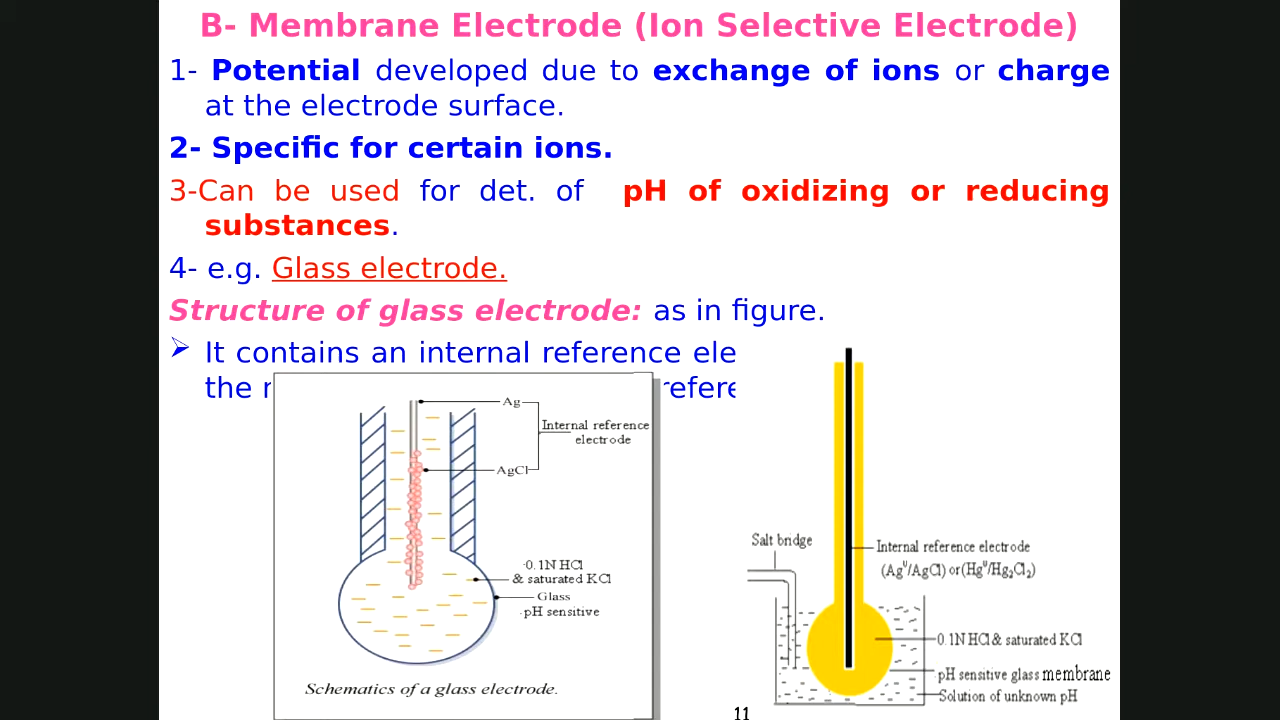 B- Membrane Electrode (Ion Selective Electrode)
1- Potential developed due to exchange of ions or charge
at the electrode surface.
2- Specific for certain ions.
3-Can be used for det. of pH of oxidizing or reducing
substances.
4- e.g. Glass electrode.
Structure of glass electrode: as in figure.
It contains an internal reference
the
Ag
Internal reference
electrode
AgCl
0.1N HCl
& saturated KCl
Glass
pH sensitive
Schematics of a glass electrode.
Salt bridge
Internal reference electrode
(Ag⁰/AgCl) or (Hg⁰/Hg₂Cl₂)
0.1N HCl & saturated KCl
pH sensitive glass membrane
Solution of unknown pH
11